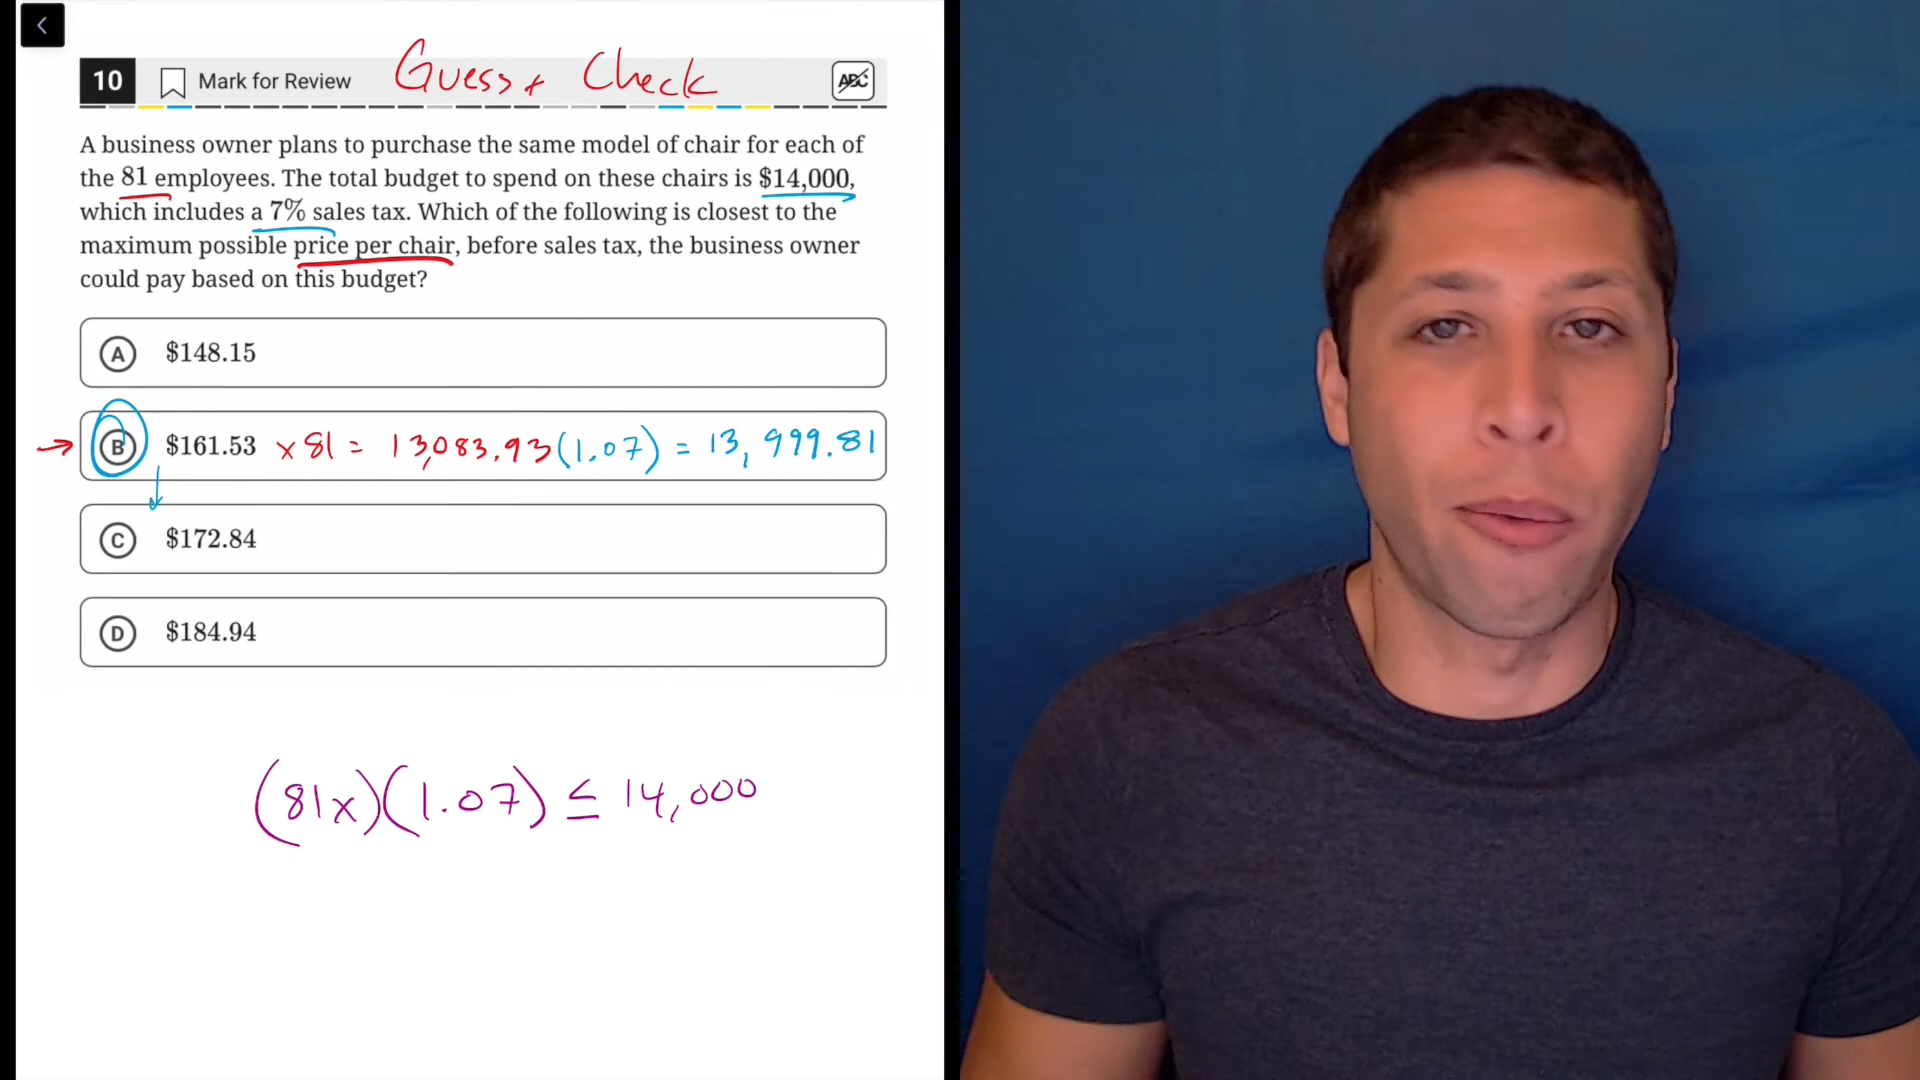 10 Mark for Review Guess + Check ABC
A business owner plans to purchase the same model of chair for each of
the 81 employees. The total budget to spend on these chairs is $14,000,
which includes a 7% sales tax. Which of the following is closest to the
maximum possible price per chair, before sales tax, the business owner
could pay based on this budget?
A $148.15
B $161.53 × 81 = 13,083.93 (1.07) = 13,999.81
C $172.84
D $184.94
(81x)(1.07) ≤ 14,000